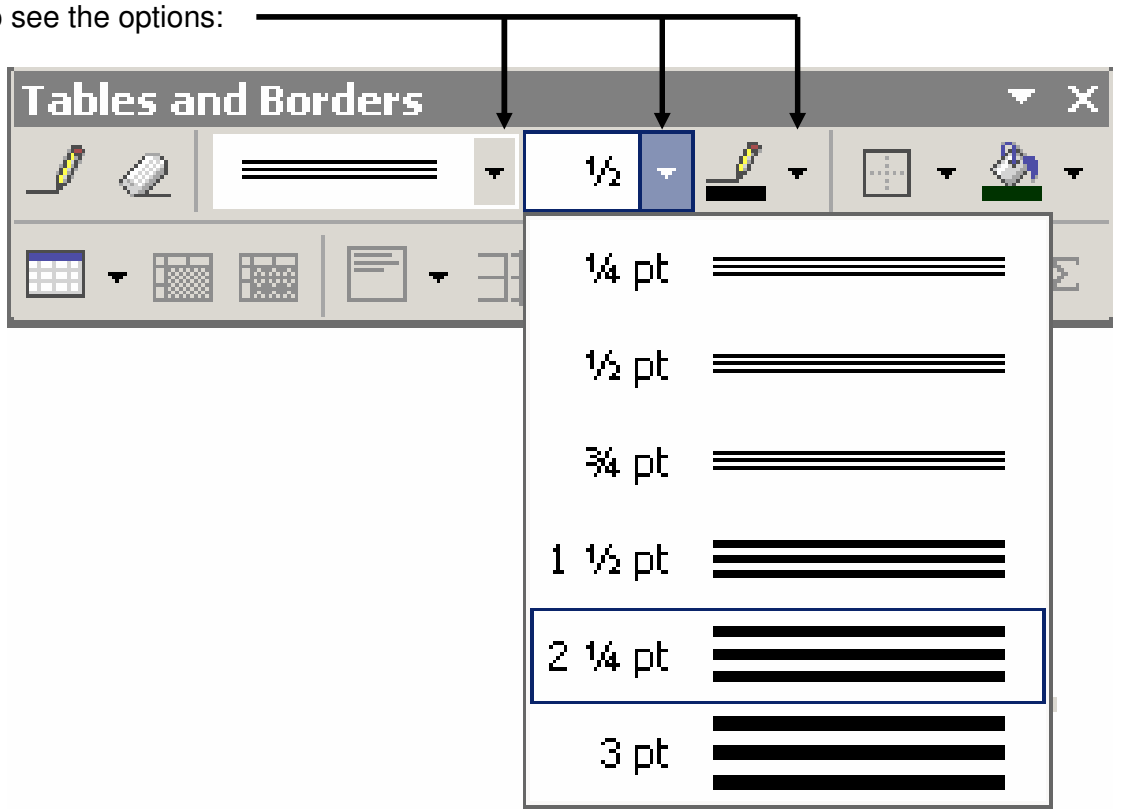 see the options:
Tables and Borders
½
¼ pt
½ pt
¾ pt
1 ½ pt
2 ¼ pt
3 pt
Σ